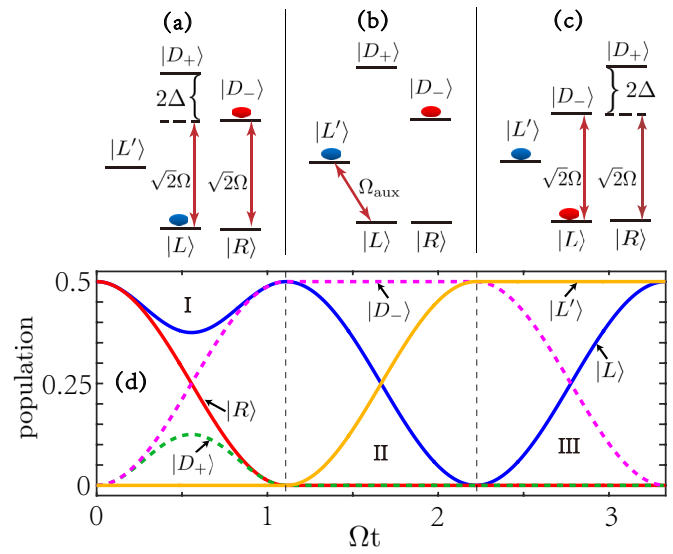 (a) (b) (c)
|D₊⟩ |D₊⟩ |D₊⟩
2Δ |D₋⟩ |D₋⟩ |D₋⟩ 2Δ
|L′⟩ |L′⟩ |L′⟩
√2Ω √2Ω Ωaux √2Ω √2Ω
|L⟩ |R⟩ |L⟩ |R⟩ |L⟩ |R⟩
0.5
I |D₋⟩ |L′⟩
population
0.25 (d) |R⟩ |L⟩
|D₊⟩ II III
0
0 1 2 3
Ωt